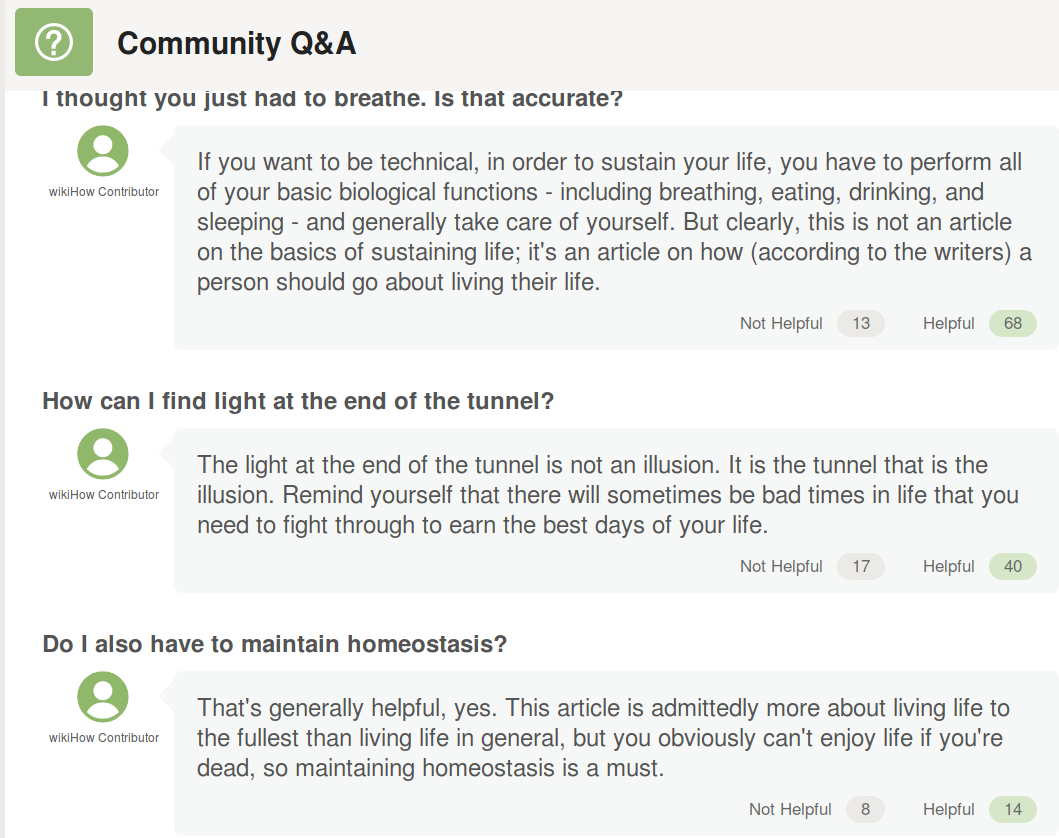 Community Q&A
I thought you just had to breathe. Is that accurate?
wikiHow Contributor
If you want to be technical, in order to sustain your life, you have to perform all
of your basic biological functions - including breathing, eating, drinking, and
sleeping - and generally take care of yourself. But clearly, this is not an article
on the basics of sustaining life; it's an article on how (according to the writers) a
person should go about living their life.
Not Helpful 13 Helpful 68
How can I find light at the end of the tunnel?
wikiHow Contributor
The light at the end of the tunnel is not an illusion. It is the tunnel that is the
illusion. Remind yourself that there will sometimes be bad times in life that you
need to fight through to earn the best days of your life.
Not Helpful 17 Helpful 40
Do I also have to maintain homeostasis?
wikiHow Contributor
That's generally helpful, yes. This article is admittedly more about living life to
the fullest than living life in general, but you obviously can't enjoy life if you're
dead, so maintaining homeostasis is a must.
Not Helpful 8 Helpful 14